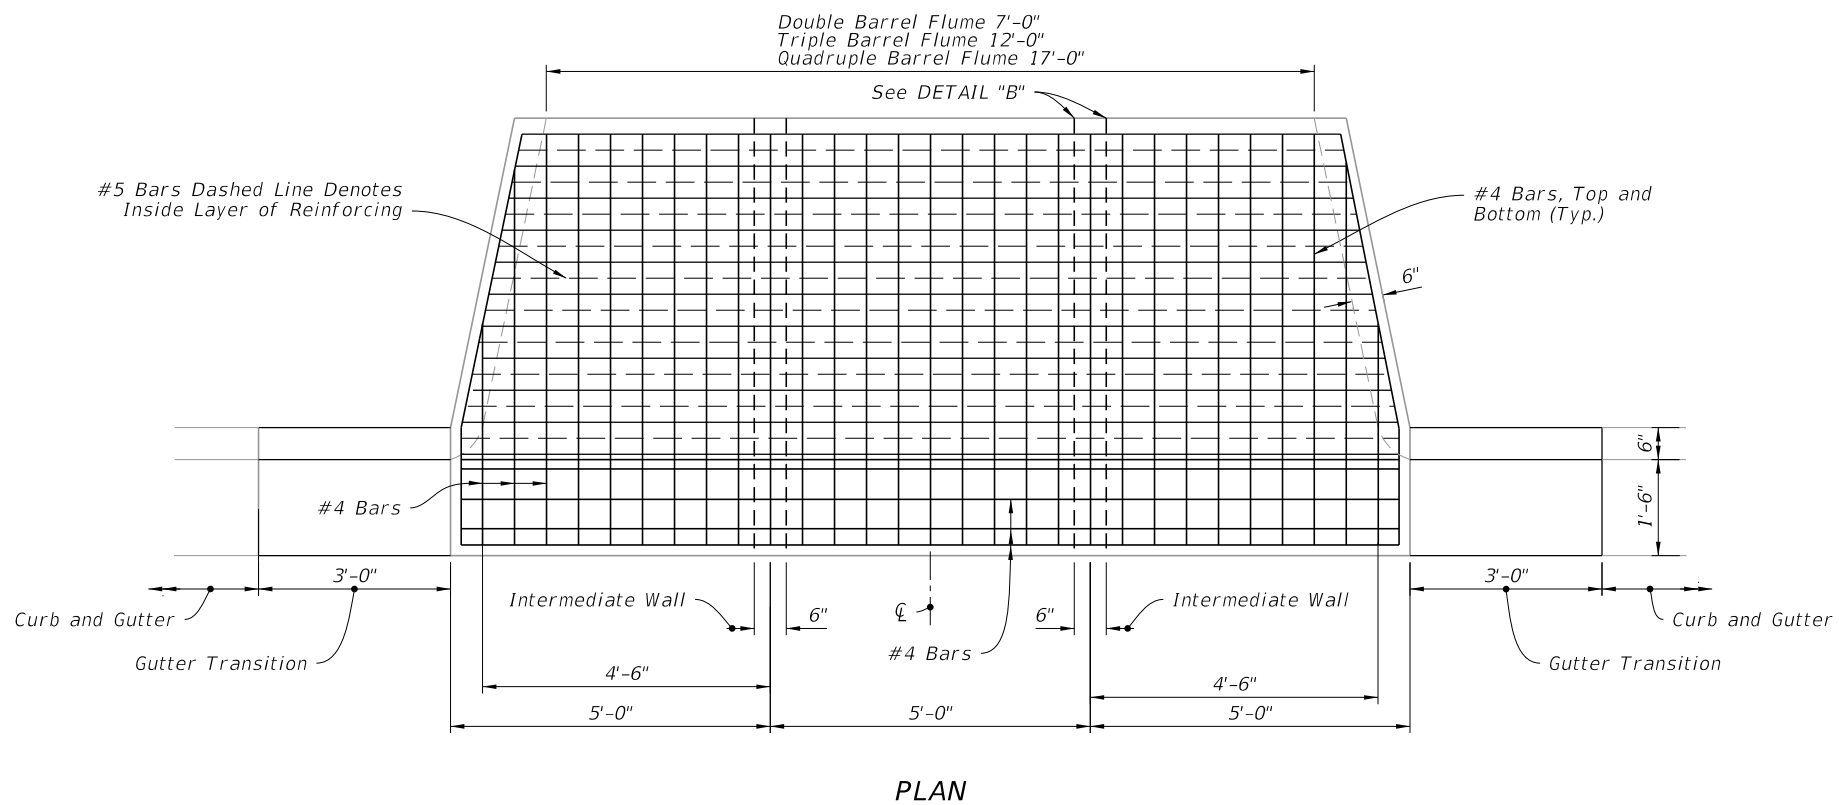 Double Barrel Flume 7'-0"
Triple Barrel Flume 12'-0"
Quadruple Barrel Flume 17'-0"
See DETAIL "B"
#5 Bars Dashed Line Denotes
Inside Layer of Reinforcing
#4 Bars, Top and
Bottom (Typ.)
6"
6"
1'-6"
#4 Bars
3'-0"
3'-0"
Curb and Gutter
Gutter Transition
Intermediate Wall
6"
℄
6"
Intermediate Wall
#4 Bars
Curb and Gutter
Gutter Transition
4'-6"
4'-6"
5'-0"
5'-0"
5'-0"
PLAN